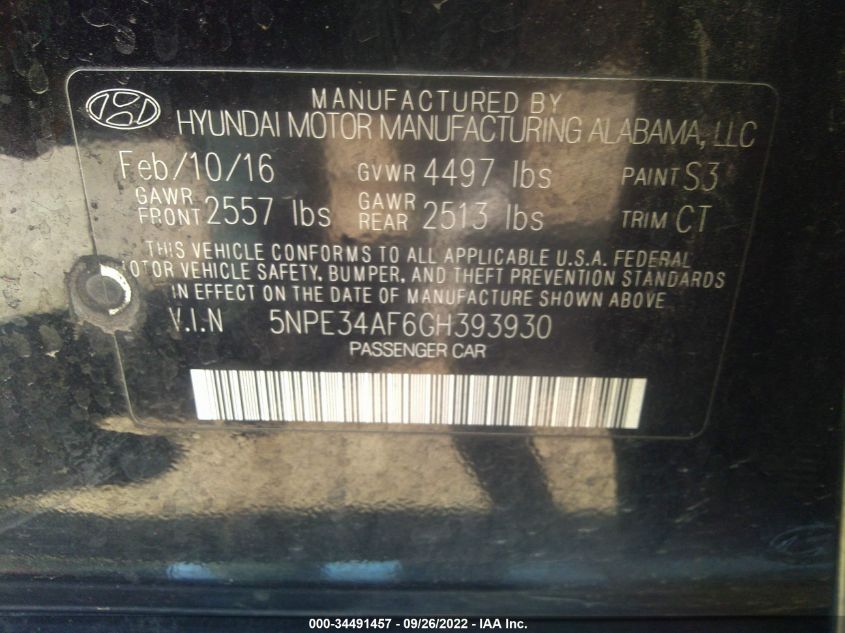 MANUFACTURED BY
HYUNDAI MOTOR MANUFACTURING ALABAMA, LLC
Feb/10/16 GVWR 4497 lbs PAINT S3
GAWR FRONT 2557 lbs GAWR REAR 2513 lbs TRIM CT
THIS VEHICLE CONFORMS TO ALL APPLICABLE U.S.A. FEDERAL
MOTOR VEHICLE SAFETY, BUMPER, AND THEFT PREVENTION STANDARDS
IN EFFECT ON THE DATE OF MANUFACTURE SHOWN ABOVE
V.I.N 5NPE34AF6GH393930
PASSENGER CAR
000-34491457 - 09/26/2022 - IAA Inc.